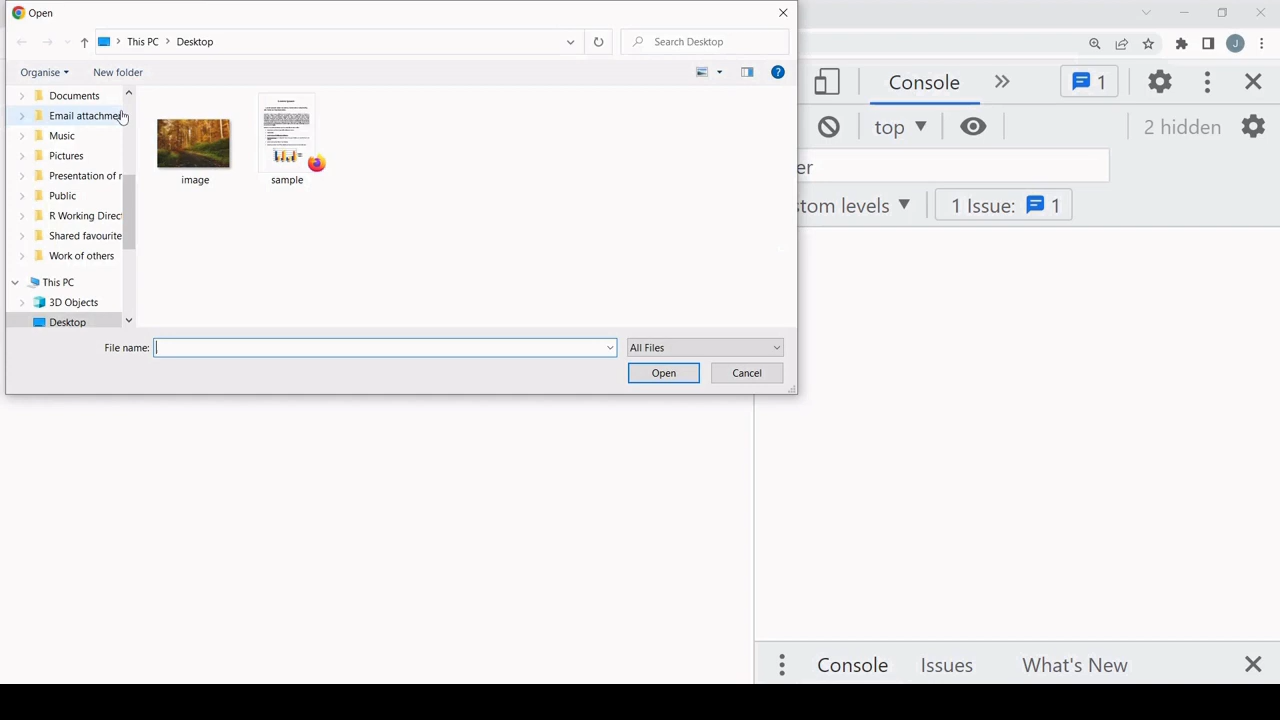 Open
This PC
Desktop
Search Desktop
J
Organise
New folder
?
Console
1
Documents
Email attachme
Music
Pictures
Presentation of r
Public
R Working Direc
Shared favourite
Work of others
This PC
3D Objects
Desktop
image
sample
top
2 hidden
er
tom levels
1 Issue:
1
File name:
All Files
Open
Cancel
Console
Issues
What's New